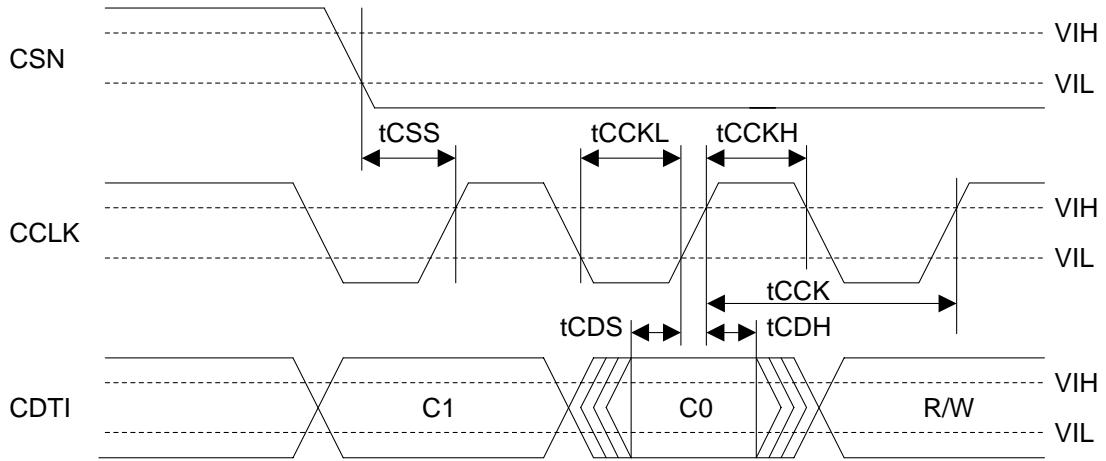 VIH
CSN
VIL
tCSS tCCKL tCCKH
VIH
CCLK
VIL
tCCK
tCDS tCDH
VIH
CDTI C1 C0 R/W
VIL